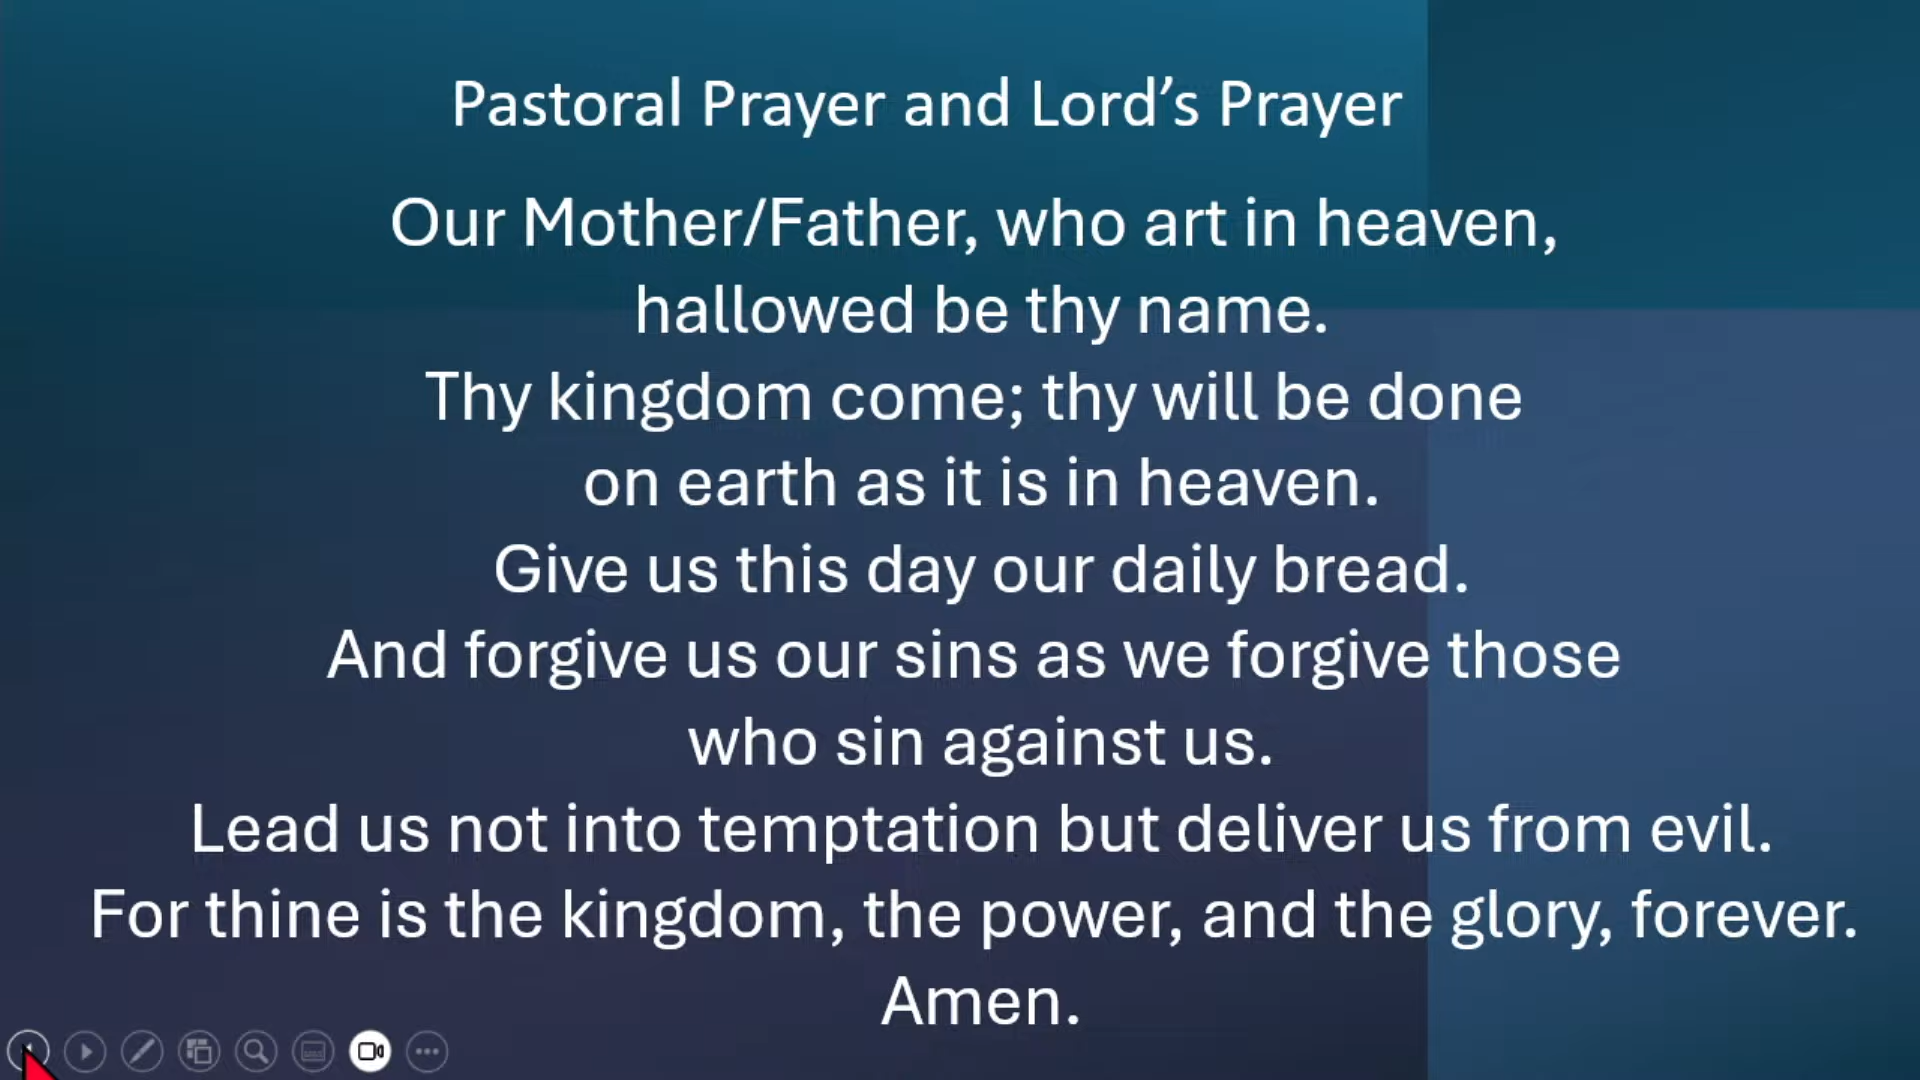 Pastoral Prayer and Lord’s Prayer
Our Mother/Father, who art in heaven,
hallowed be thy name.
Thy kingdom come; thy will be done
on earth as it is in heaven.
Give us this day our daily bread.
And forgive us our sins as we forgive those
who sin against us.
Lead us not into temptation but deliver us from evil.
For thine is the kingdom, the power, and the glory, forever.
Amen.